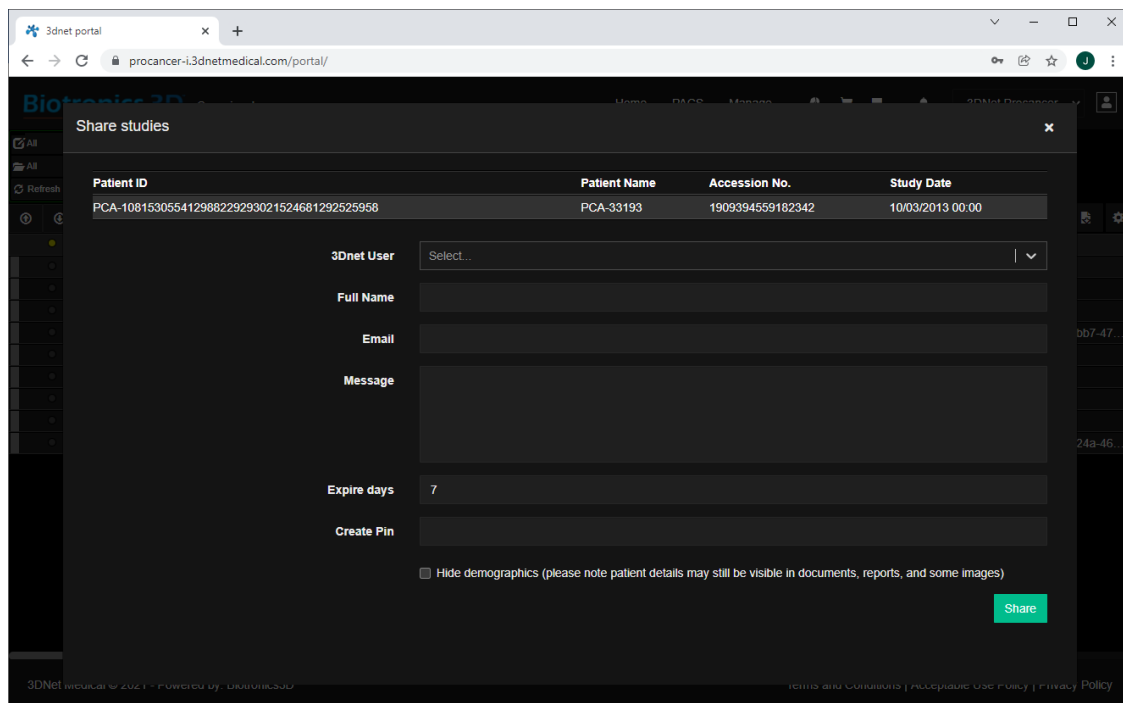 3dnet portal
procancer-i.3dnetmedical.com/portal/
J
Home PACS Manage 3DNet Procancer
Share studies
All
All
Refresh
Patient ID Patient Name Accession No. Study Date
PCA-108153055412988229293021524681292525958 PCA-33193 1909394559182342 10/03/2013 00:00
3Dnet User Select...
Full Name
Email
bb7-47...
Message
24a-46...
Expire days 7
Create Pin
Hide demographics (please note patient details may still be visible in documents, reports, and some images)
Share
3DNet Medical © 2021 - Powered by: Biotronics3D Terms and Conditions | Acceptable Use Policy | Privacy Policy